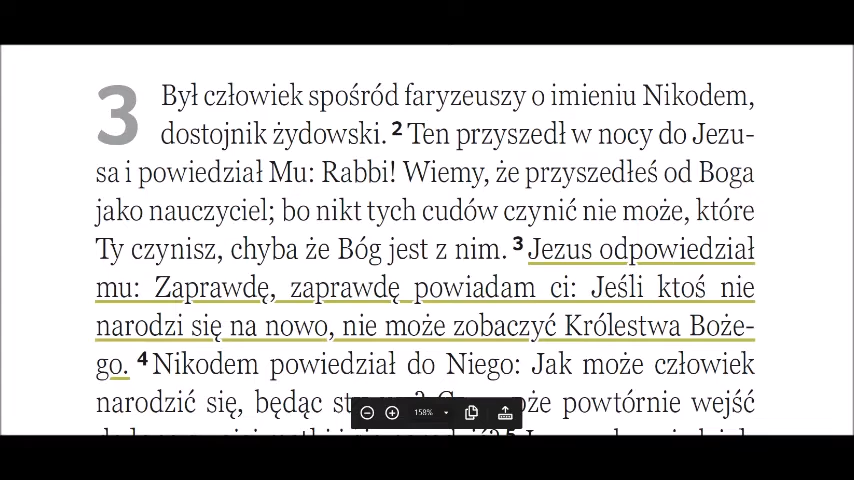 3 Był człowiek spośród faryzeuszy o imieniu Nikodem,
dostojnik żydowski. 2 Ten przyszedł w nocy do Jezu-
sa i powiedział Mu: Rabbi! Wiemy, że przyszedłeś od Boga
jako nauczyciel; bo nikt tych cudów czynić nie może, które
Ty czynisz, chyba że Bóg jest z nim. 3 Jezus odpowiedział
mu: Zaprawdę, zaprawdę powiadam ci: Jeśli ktoś nie
narodzi się na nowo, nie może zobaczyć Królestwa Boże-
go. 4 Nikodem powiedział do Niego: Jak może człowiek
narodzić się, będąc powtórnie wejść
158%